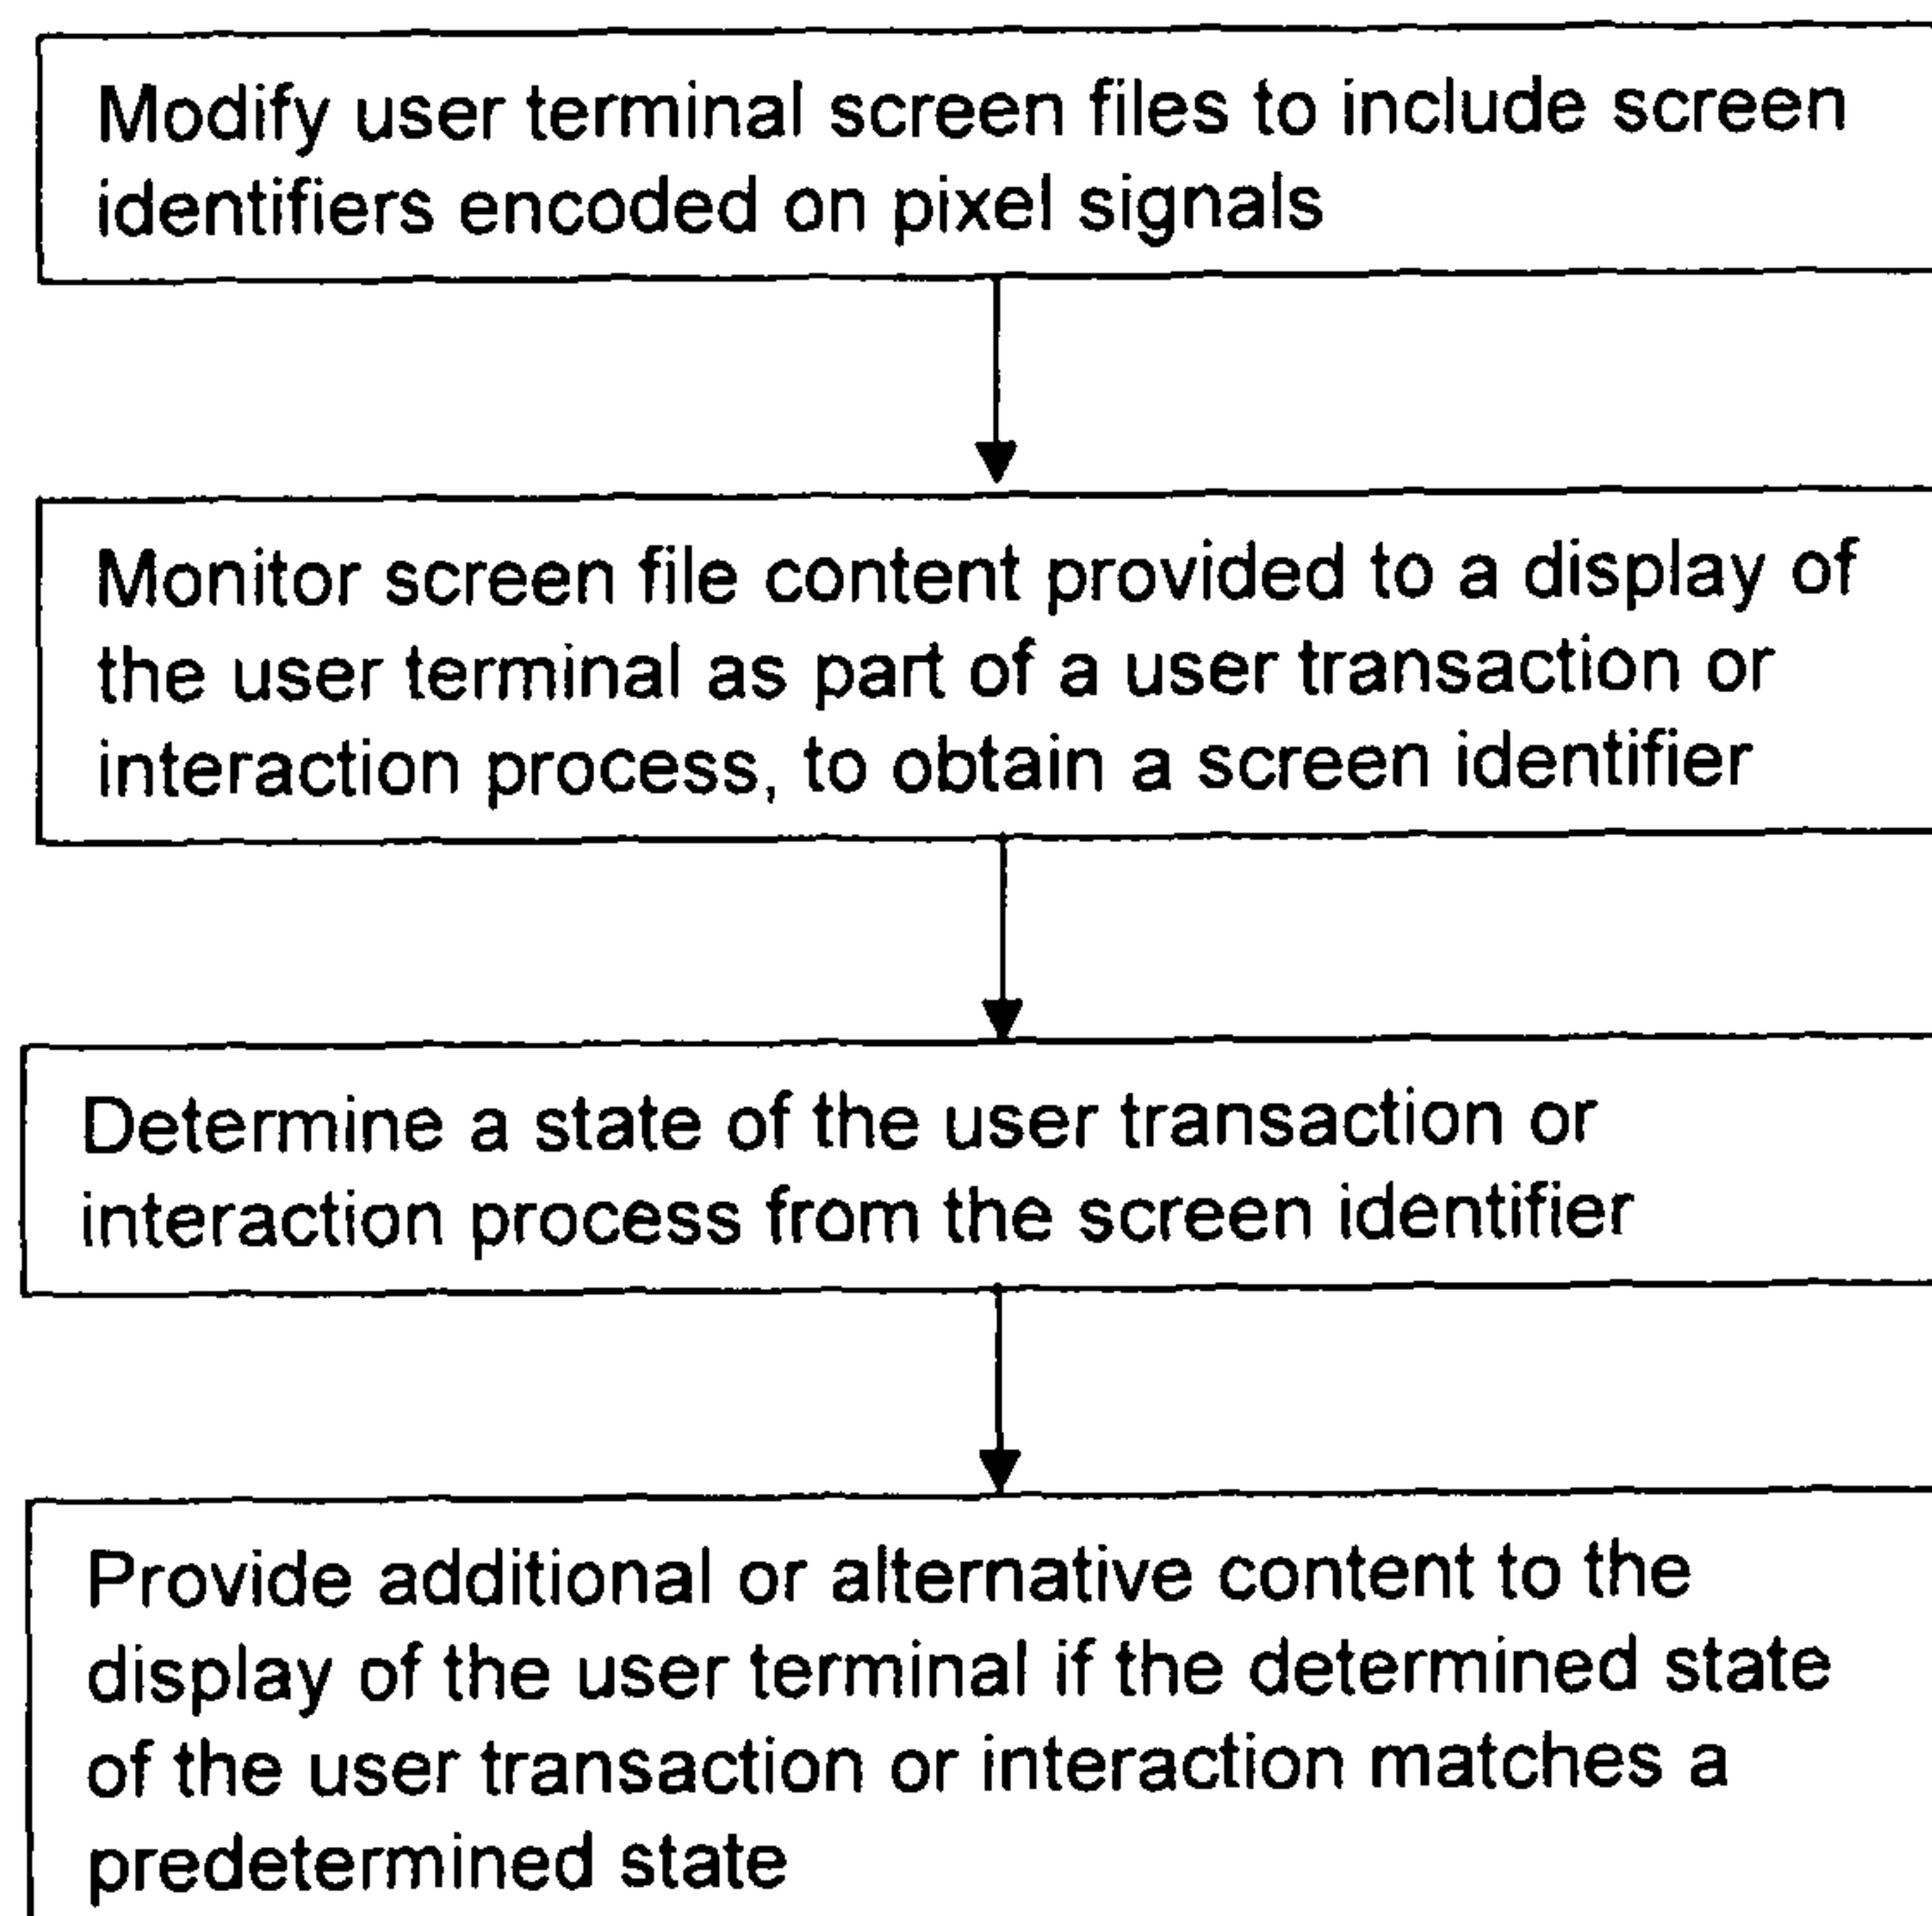 Modify user terminal screen files to include screen
identifiers encoded on pixel signals
Monitor screen file content provided to a display of
the user terminal as part of a user transaction or
interaction process, to obtain a screen identifier
Determine a state of the user transaction or
interaction process from the screen identifier
Provide additional or alternative content to the
display of the user terminal if the determined state
of the user transaction or interaction matches a
predetermined state